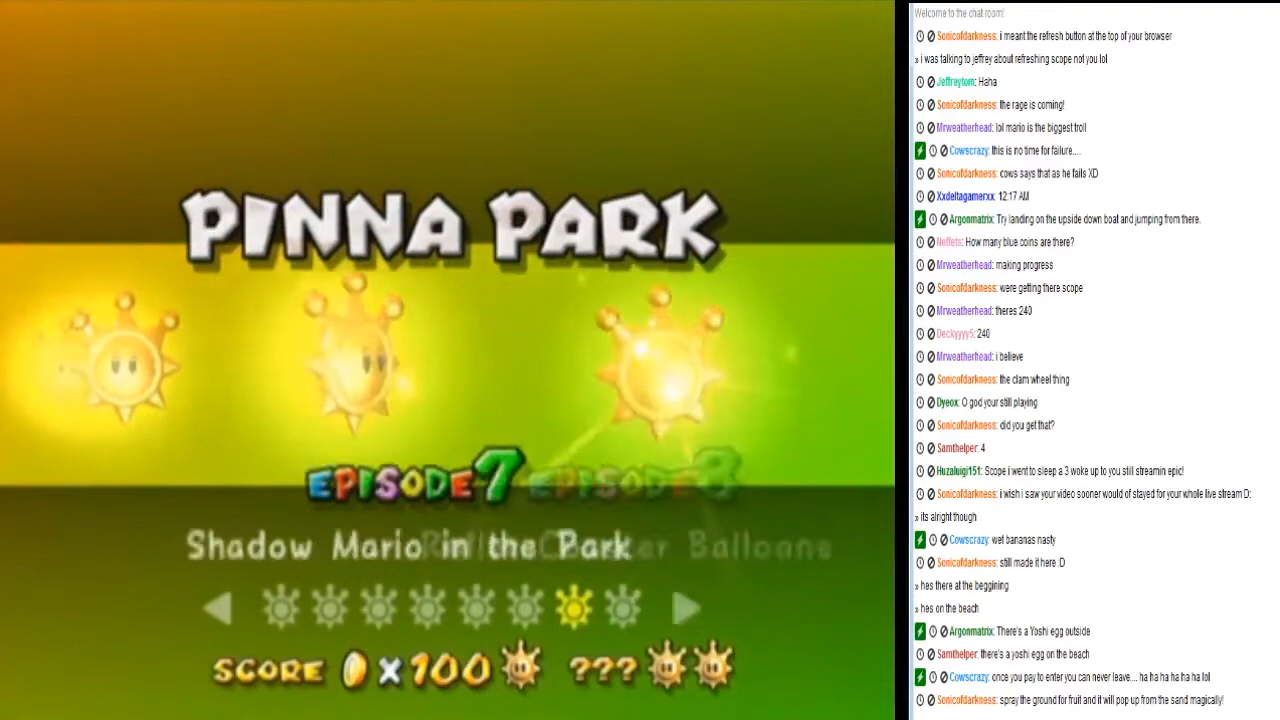 PINNA PARK
EPISODE 7 EPISODE 8
Shadow Mario in the Park
Balloons
SCORE x 100 ???
Welcome to the chat room!
Sonicofdarkness: i meant the refresh button at the top of your browser
» i was talking to jeffrey about refreshing scope not you lol
Jeffreytom: Haha
Sonicofdarkness: the rage is coming!
Mrweatherhead: lol mario is the biggest troll
Cowscrazy: this is no time for failure....
Sonicofdarkness: cows says that as he fails XD
Xxdeltagamerxx: 12:17 AM
Argonmatrix: Try landing on the upside down boat and jumping from there.
Neffets: How many blue coins are there?
Mrweatherhead: making progress
Sonicofdarkness: were getting there scope
Mrweatherhead: theres 240
Deckyyyy5: 240
Mrweatherhead: i believe
Sonicofdarkness: the clam wheel thing
Dyeox: O god your still playing
Sonicofdarkness: did you get that?
Samthelper: 4
Huzaluigi151: Scope i went to sleep a 3 woke up to you still streamin epic!
Sonicofdarkness: i wish i saw your video sooner would of stayed for your whole live stream D:
» its alright though
Cowscrazy: wef bananas nasty
Sonicofdarkness: still made it here :D
» hes there at the beggining
» hes on the beach
Argonmatrix: There's a Yoshi egg outside
Samthelper: there's a yoshi egg on the beach
Cowscrazy: once you pay to enter you can never leave.... ha ha ha ha ha ha lol
Sonicofdarkness: spray the ground for fruit and it will pop up from the sand magically!